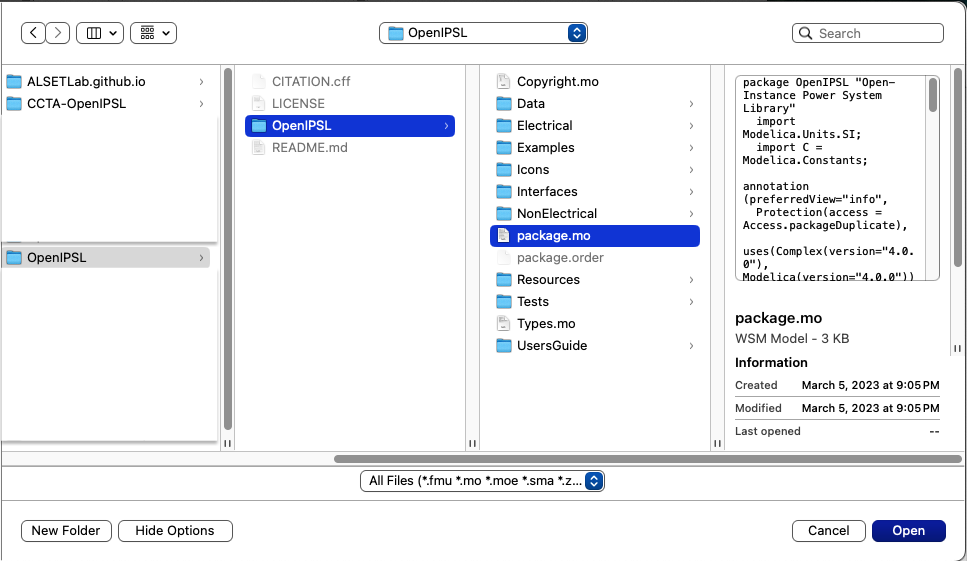 OpenIPSL
Search
ALSETLab.github.io
CCTA-OpenIPSL
OpenIPSL
CITATION.cff
LICENSE
OpenIPSL
README.md
Copyright.mo
Data
Electrical
Examples
Icons
Interfaces
NonElectrical
package.mo
package.order
Resources
Tests
Types.mo
UsersGuide
package OpenIPSL "Open-
Instance Power System
Library"
import
Modelica.Units.SI;
import C =
Modelica.Constants;
annotation
(preferredView="info",
Protection(access =
Access.packageDuplicate),
uses(Complex(version="4.0.
0"),
Modelica(version="4.0.0"))
package.mo
WSM Model - 3 KB
Information
Created March 5, 2023 at 9:05 PM
Modified March 5, 2023 at 9:05 PM
Last opened --
All Files (*.fmu *.mo *.moe *.sma *.z...
New Folder
Hide Options
Cancel
Open